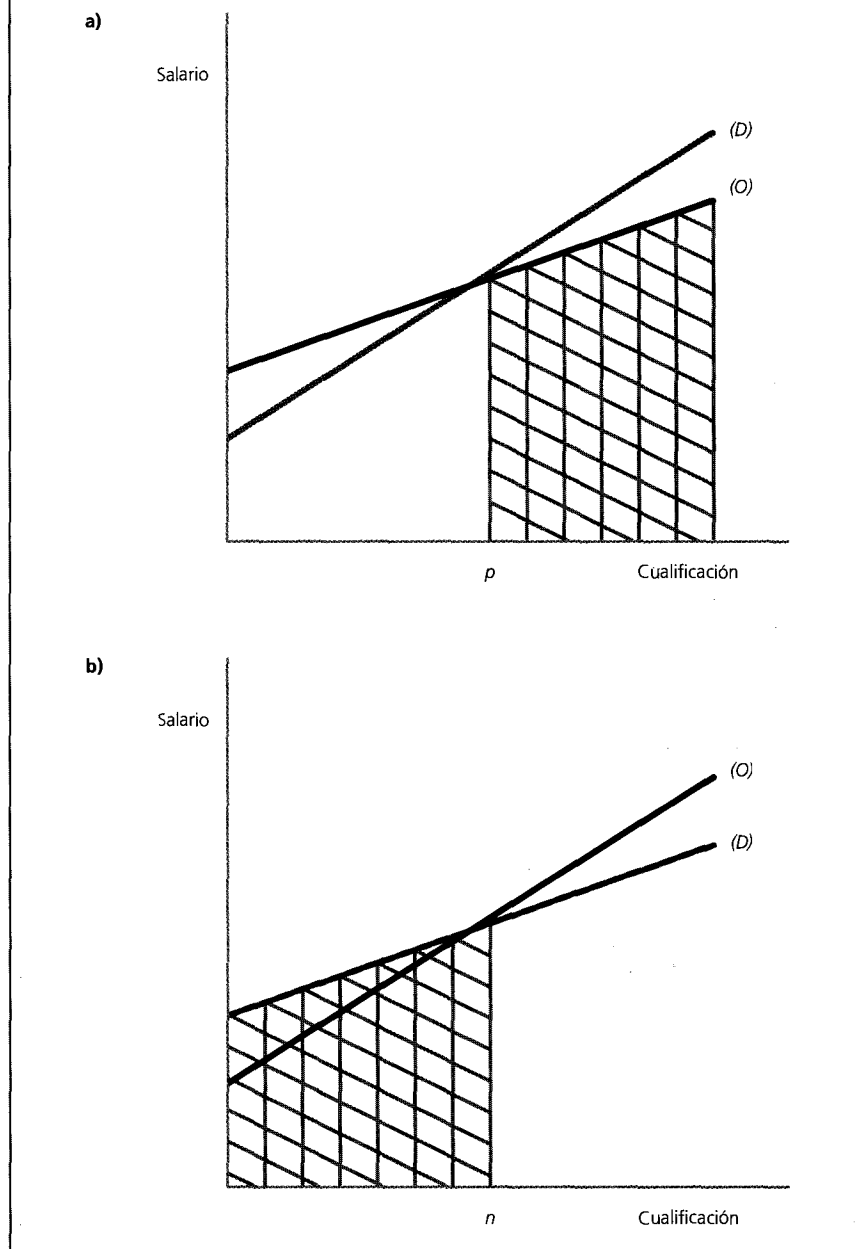 a)
Salario
(D)
(O)
p
Cualificación
b)
Salario
(O)
(D)
n
Cualificación